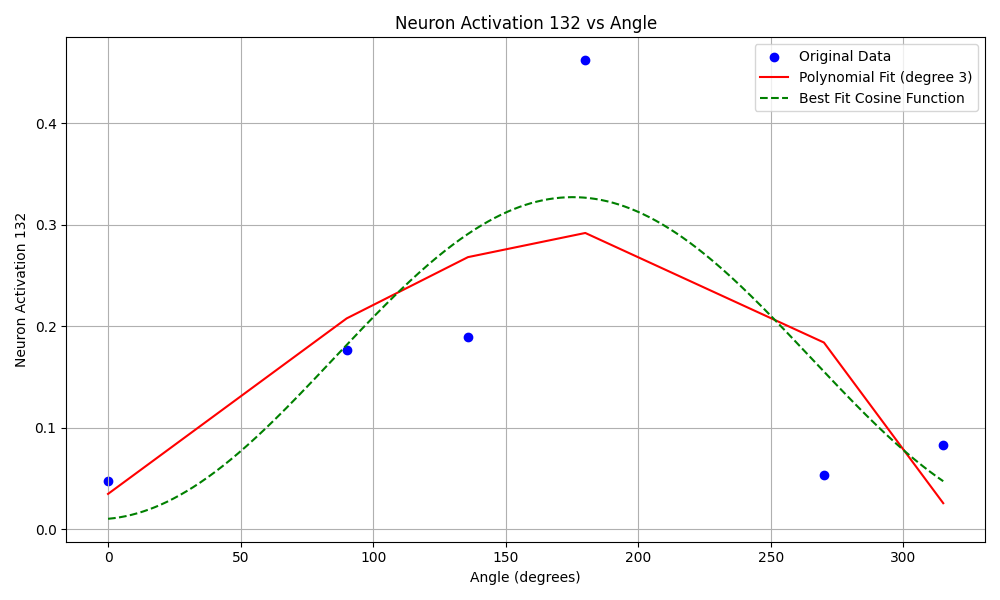 Neuron Activation 132 vs Angle
Original Data
Polynomial Fit (degree 3)
Best Fit Cosine Function
Neuron Activation 132
0.4
0.3
0.2
0.1
0.0
0 50 100 150 200 250 300
Angle (degrees)